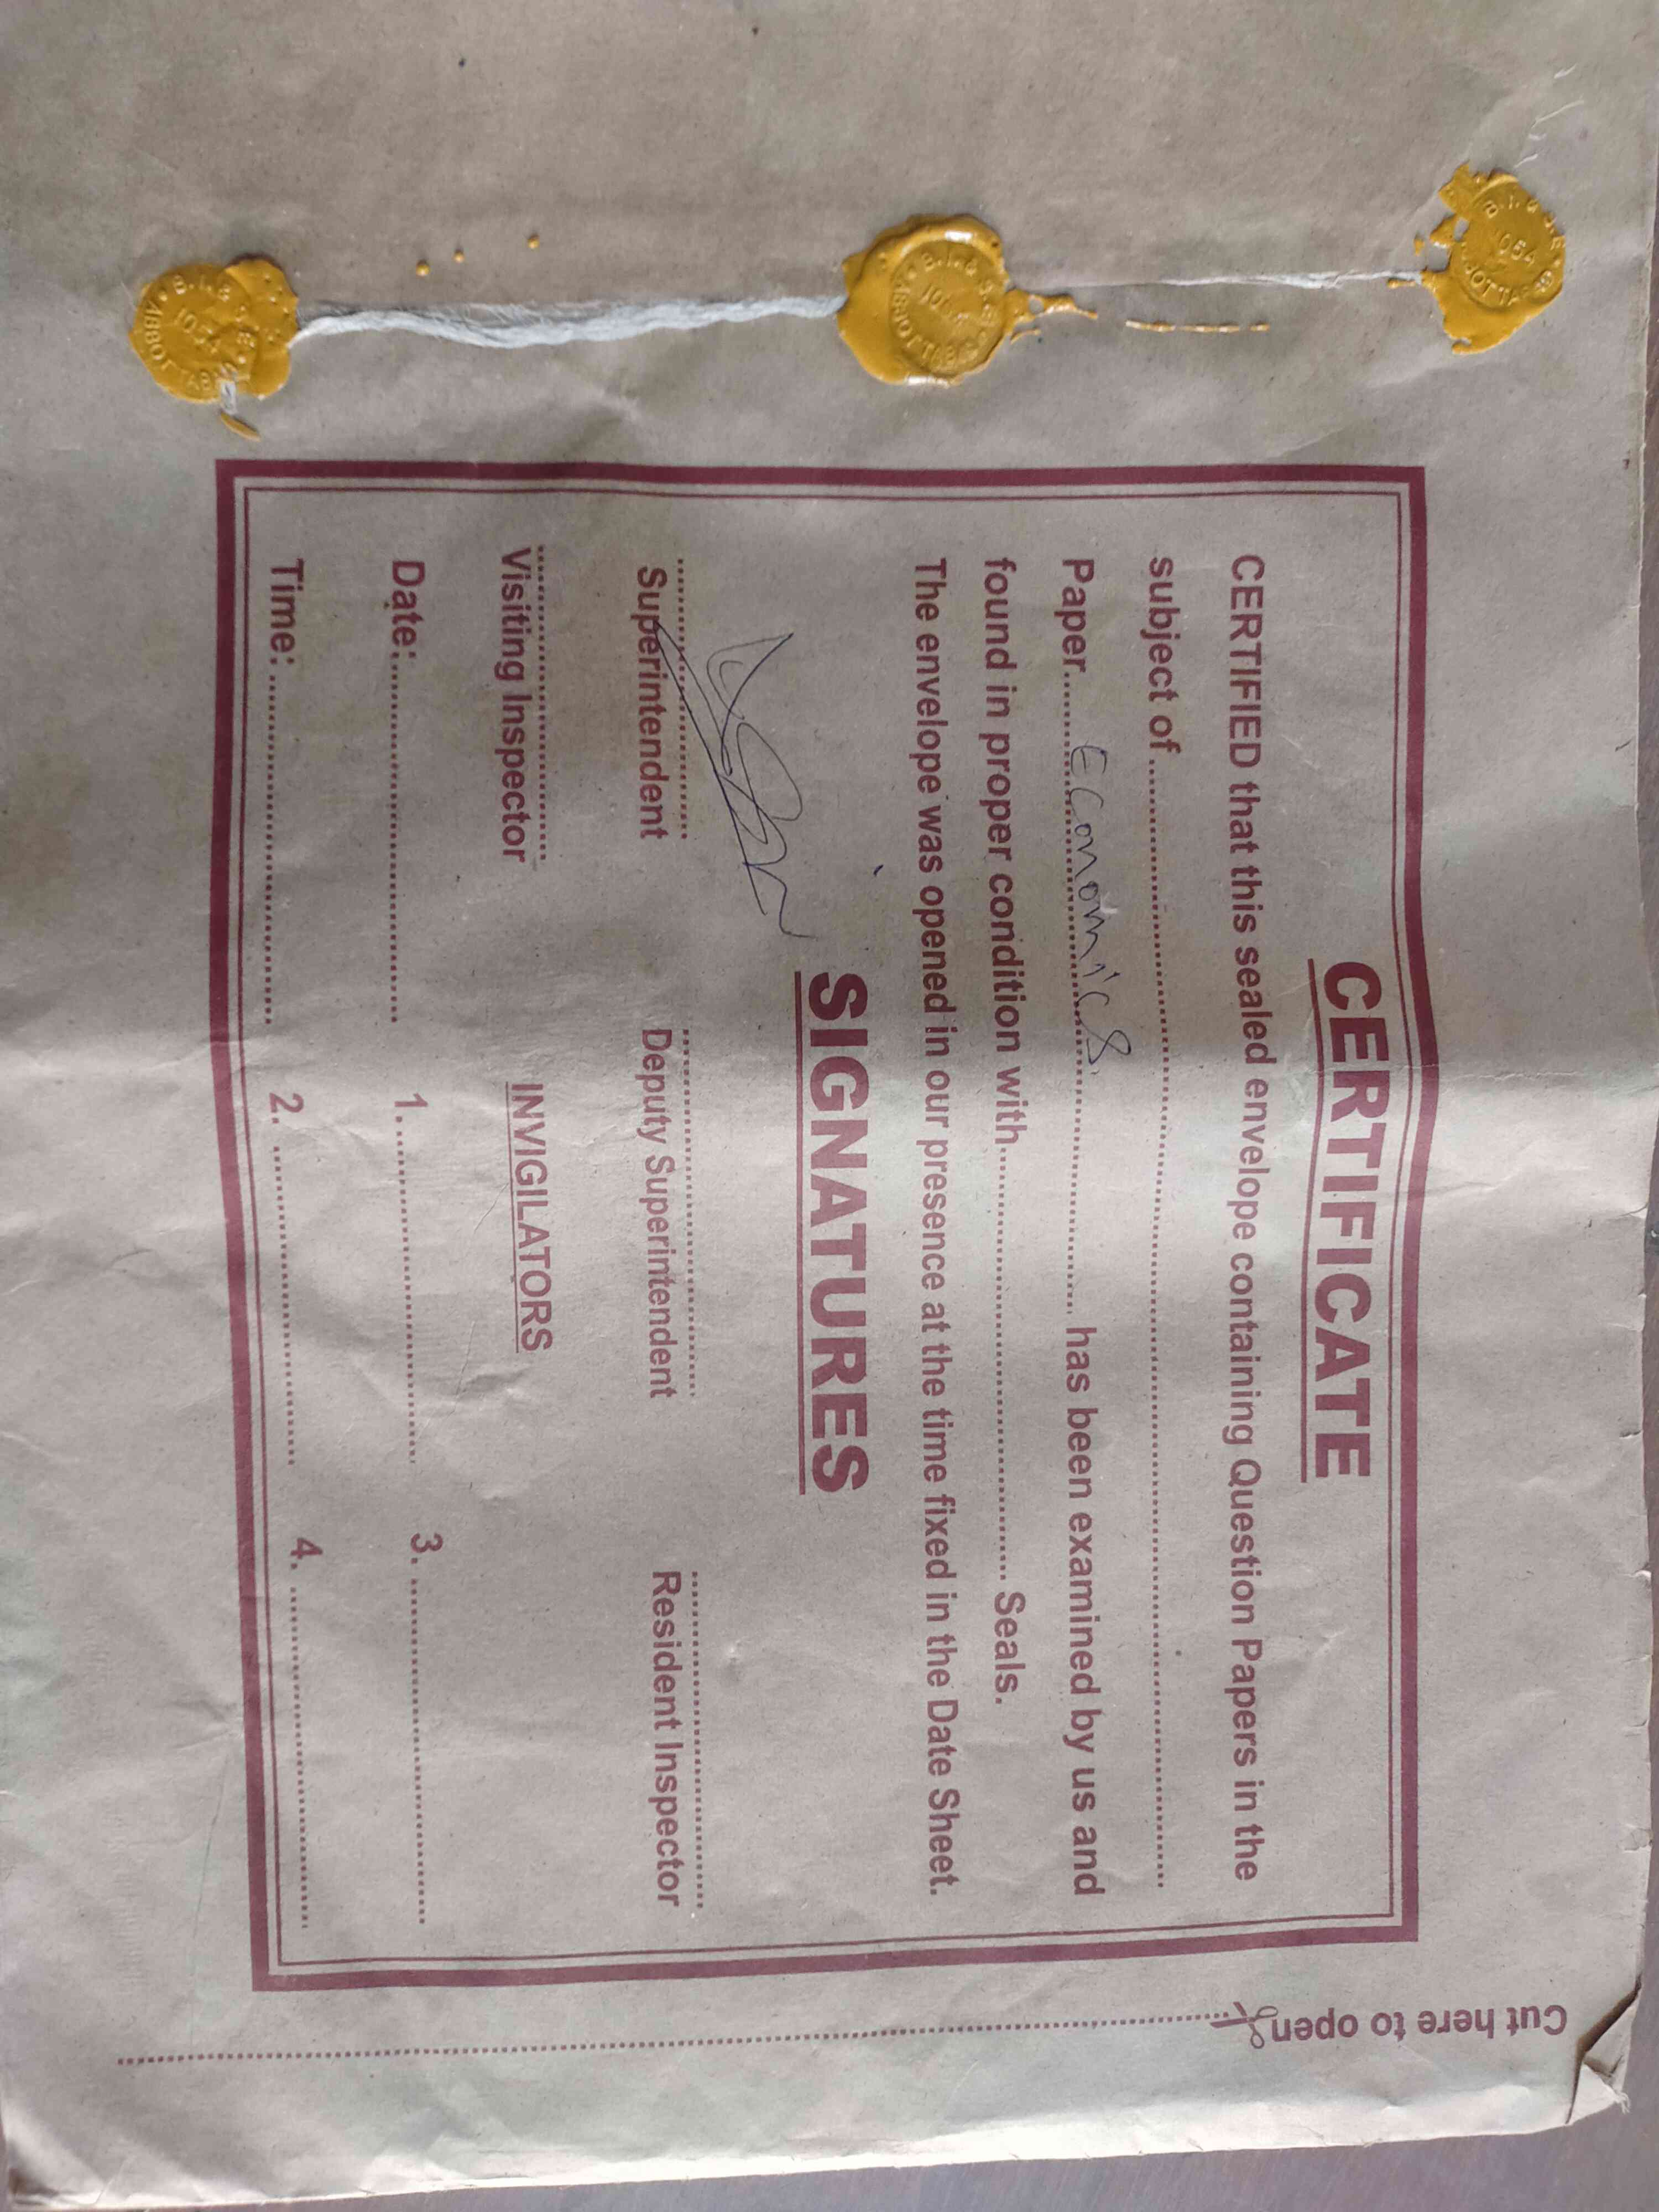 B.I.& S.E
1054
ABBOTTABAD
CERTIFICATE
CERTIFIED that this sealed envelope containing Question Papers in the
subject of ..........................................................
Paper......Economics.................. has been examined by us and
found in proper condition with.................................. Seals.
The envelope was opened in our presence at the time fixed in the Date Sheet.
SIGNATURES
Superintendent Deputy Superintendent Resident Inspector
Visiting Inspector INVIGILATORS
Date:.............................. 1............................... 3...............................
Time:.............................. 2............................... 4...............................
Cut here to open